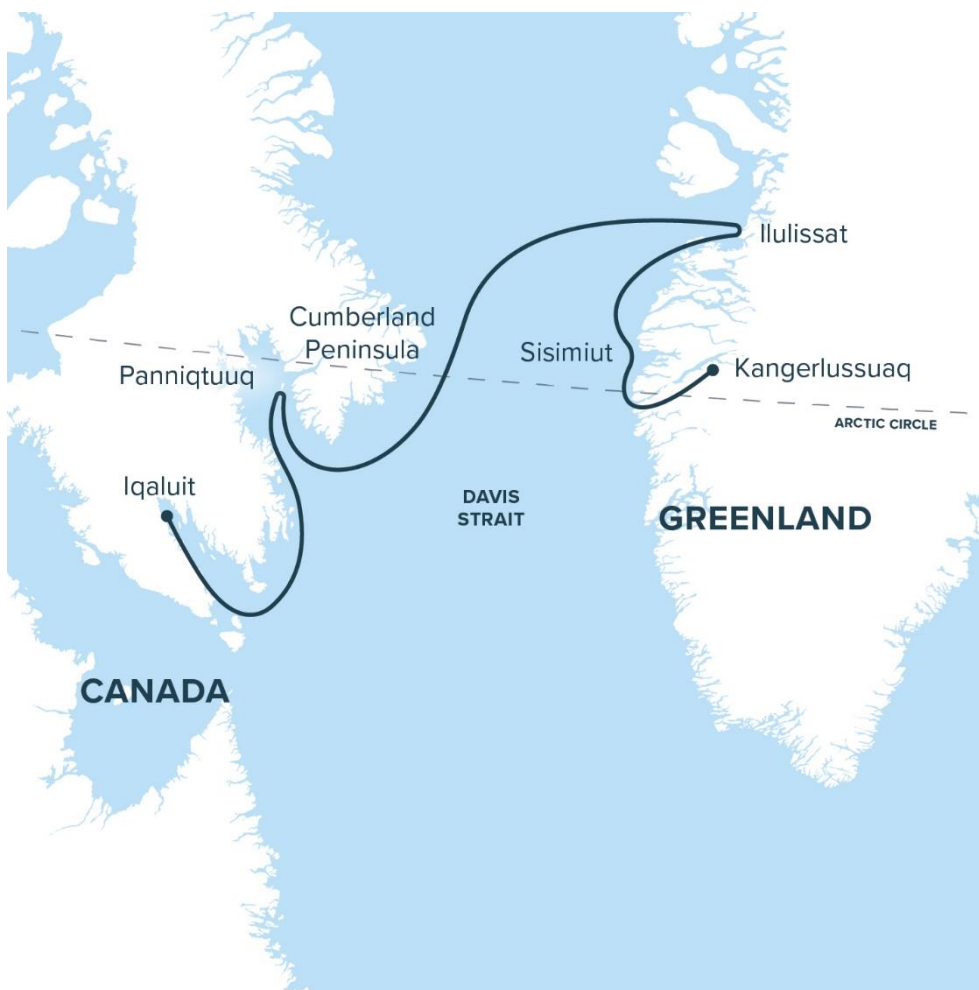 Ilulissat
Cumberland
Peninsula
Sisimiut
Panniqtuuq
Kangerlussuaq
ARCTIC CIRCLE
Iqaluit
DAVIS
STRAIT
GREENLAND
CANADA